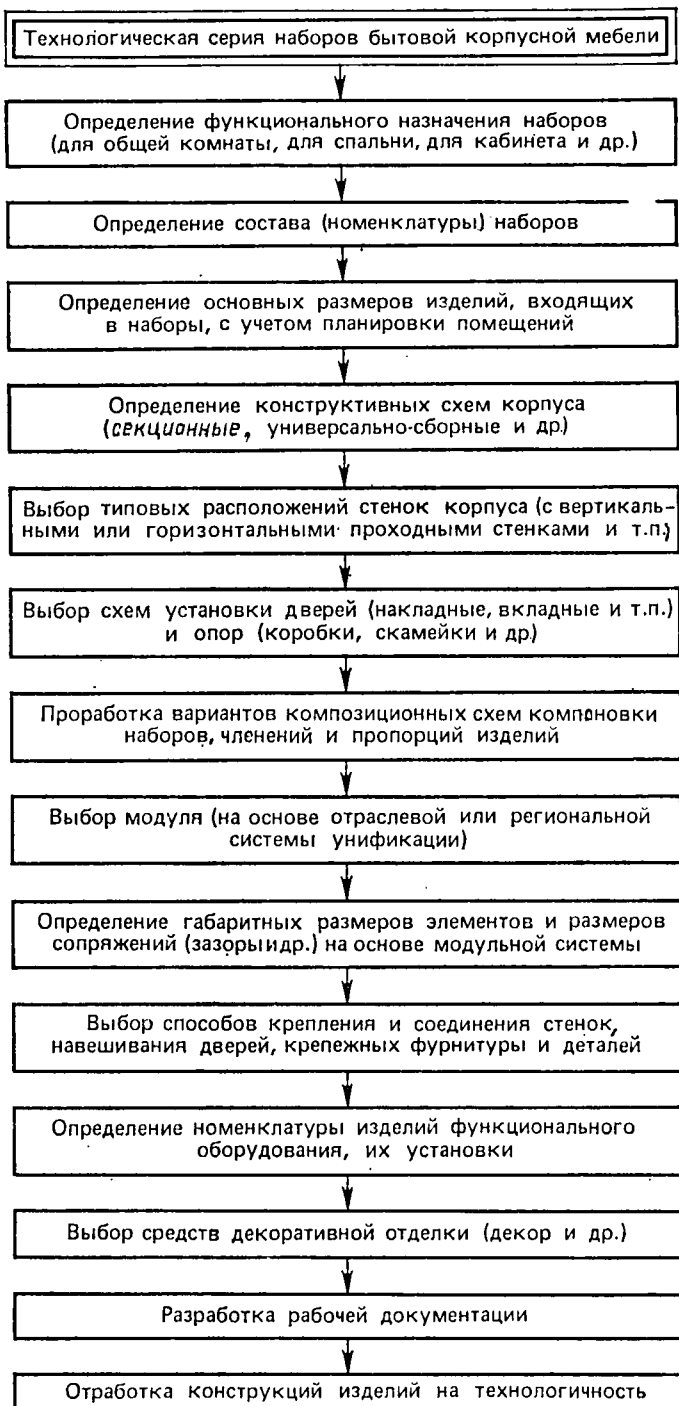 Технологическая серия наборов бытовой корпусной мебели
Определение функционального назначения наборов
(для общей комнаты, для спальни, для кабинета и др.)
Определение состава (номенклатуры) наборов
Определение основных размеров изделий, входящих
в наборы, с учетом планировки помещений
Определение конструктивных схем корпуса
(секционные, универсально-сборные и др.)
Выбор типовых расположений стенок корпуса (с вертикаль-
ными или горизонтальными проходными стенками и т.п.)
Выбор схем установки дверей (накладные, вкладные и т.п.)
и опор (коробки, скамейки и др.)
Проработка вариантов композиционных схем компоновки
наборов, членений и пропорций изделий
Выбор модуля (на основе отраслевой или региональной
системы унификации)
Определение габаритных размеров элементов и размеров
сопряжений (зазоры и др.) на основе модульной системы
Выбор способов крепления и соединения стенок,
навешивания дверей, крепежных фурнитуры и деталей
Определение номенклатуры изделий функционального
оборудования, их установки
Выбор средств декоративной отделки (декор и др.)
Разработка рабочей документации
Отработка конструкций изделий на технологичность